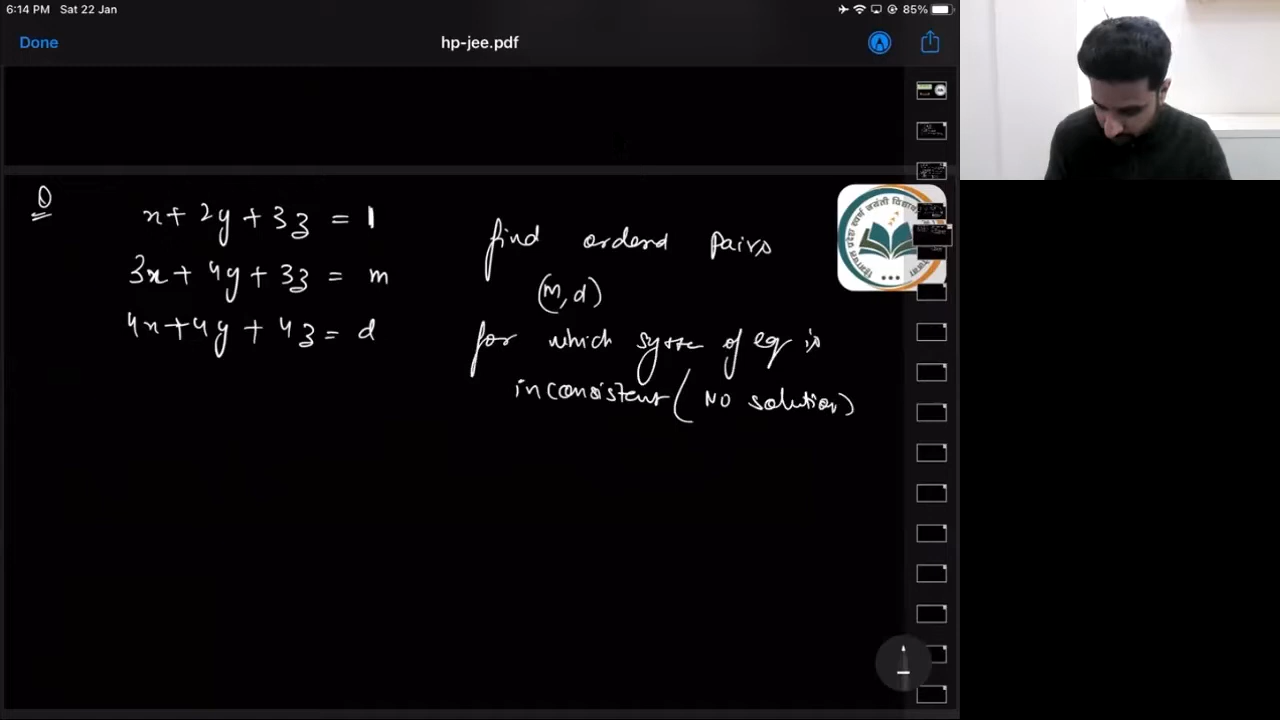 6:14 PM Sat 22 Jan 85%
Done hp-jee.pdf
Q
x + 2y + 3z = 1
3x + 4y + 3z = m
4x + 4y + 4z = d
find ordered pairs
(m, d)
for which system of eq is
inconsistent (NO solution)